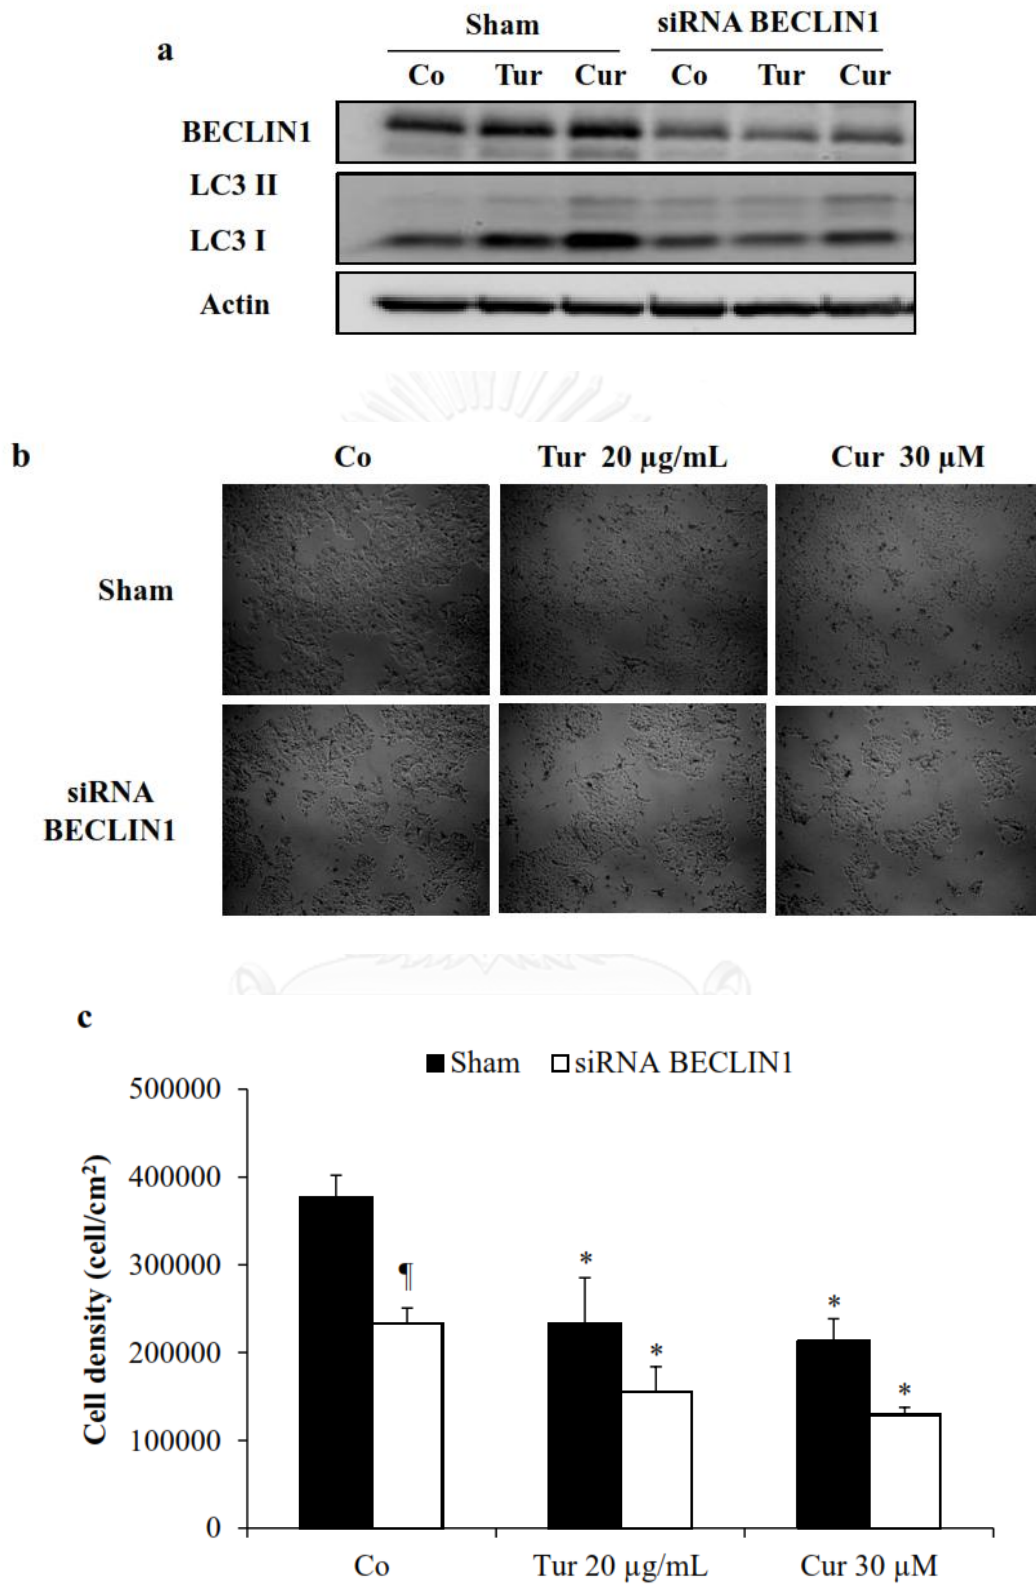 a
Sham siRNA BECLIN1
Co Tur Cur Co Tur Cur
BECLIN1
LC3 II
LC3 I
Actin
b
Co Tur 20 µg/mL Cur 30 µM
Sham
siRNA
BECLIN1
c
Sham siRNA BECLIN1
500000
400000
300000
200000
100000
0
Cell density (cell/cm²)
¶
*
*
*
*
Co Tur 20 µg/mL Cur 30 µM